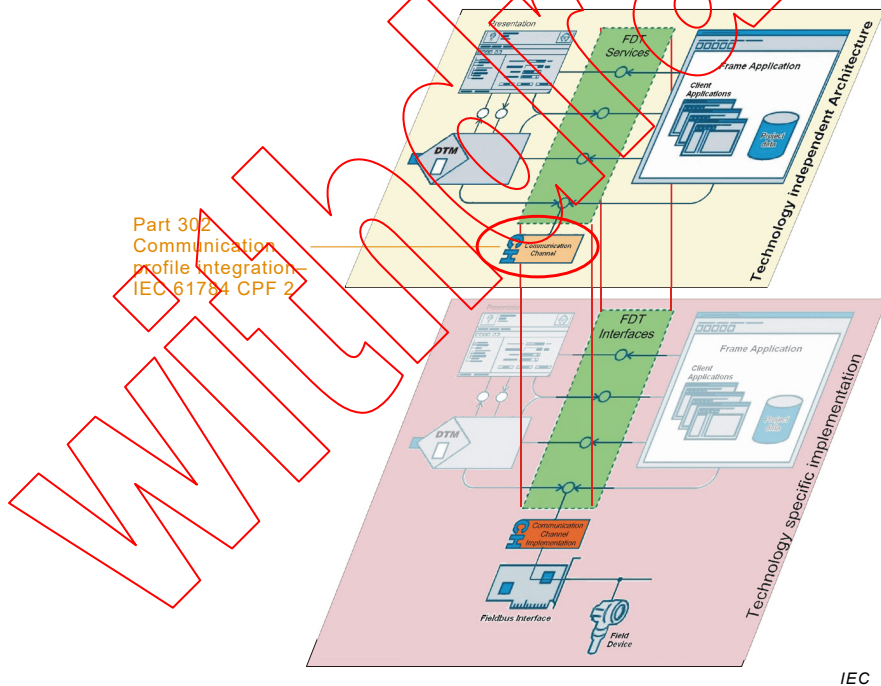 Presentation
FDT
Services
Frame Application
Client
Applications
Project
data
DTM
Technology independent Architecture
Part 302
Communication
profile integration–
IEC 61784 CPF 2
Communication
Channel
Presentation
FDT
Interfaces
Frame Application
Client
Applications
Project
data
DTM
Technology specific implementation
Communication
Channel
Implementation
Fieldbus Interface
Field
Device
IEC
With